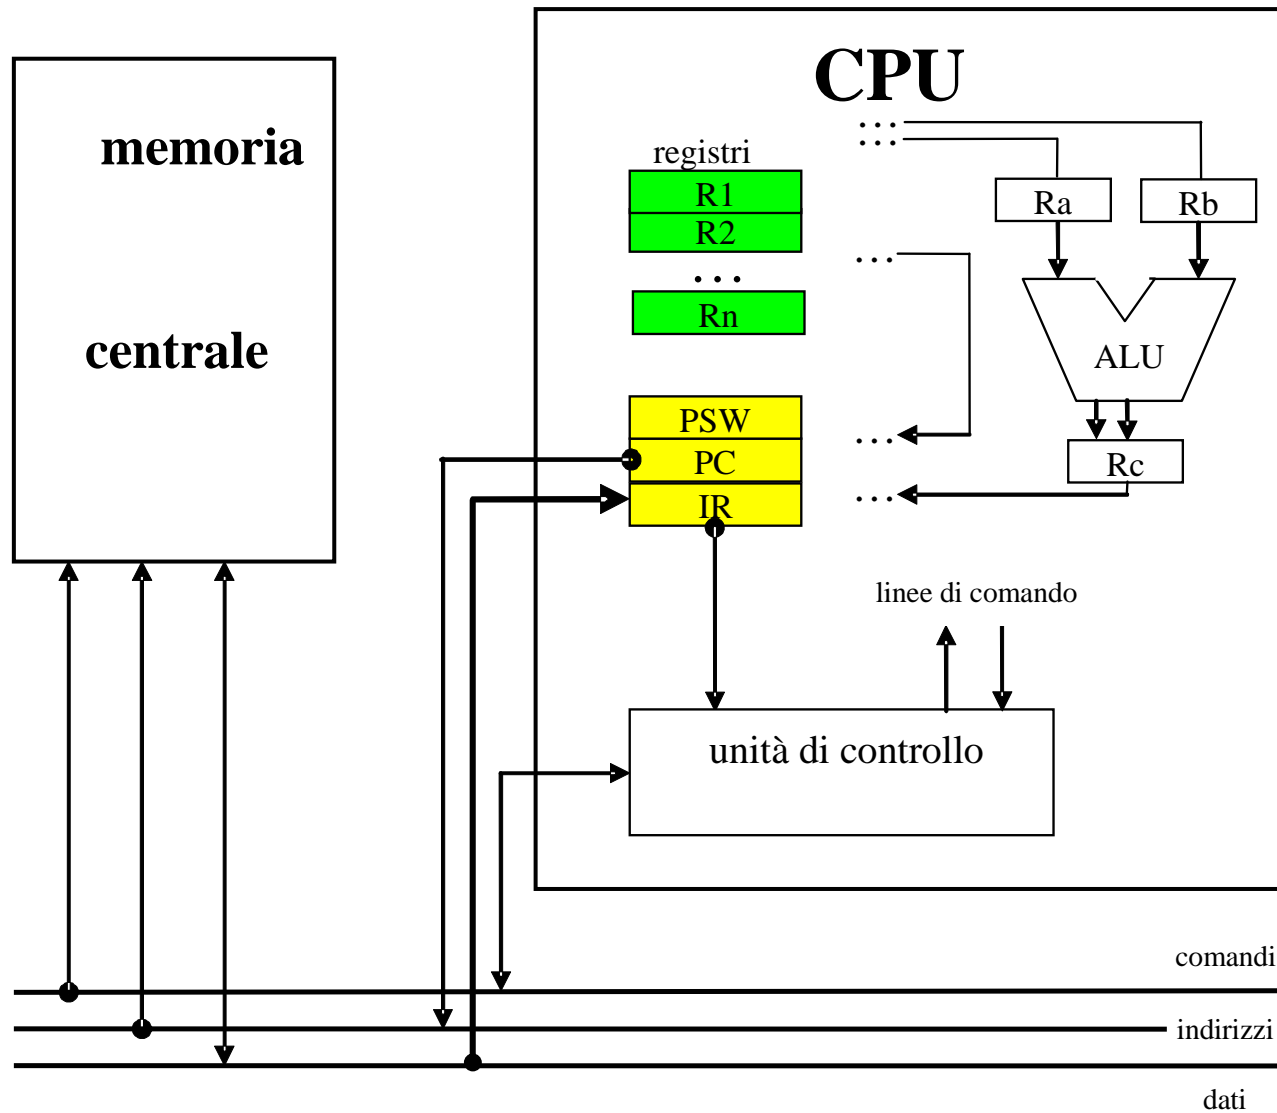 CPU
memoria
centrale
registri
R1
R2
...
Rn
PSW
PC
IR
...
...
...
...
...
Ra
Rb
ALU
Rc
linee di comando
unità di controllo
comandi
indirizzi
dati